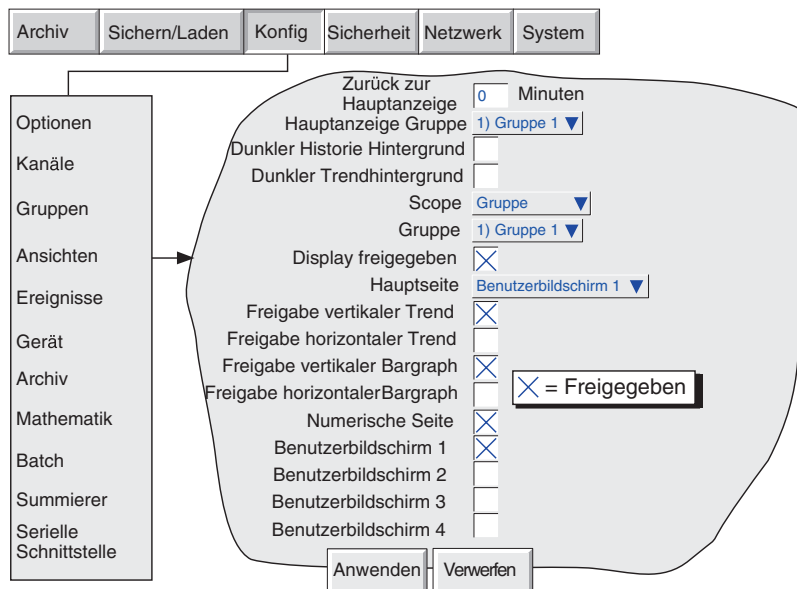 Archiv
Sichern/Laden
Konfig
Sicherheit
Netzwerk
System
Optionen
Kanäle
Gruppen
Ansichten
Ereignisse
Gerät
Archiv
Mathematik
Batch
Summierer
Serielle
Schnittstelle
Zurück zur
Hauptanzeige 0 Minuten
Hauptanzeige Gruppe 1) Gruppe 1
Dunkler Historie Hintergrund
Dunkler Trendhintergrund
Scope Gruppe
Gruppe 1) Gruppe 1
Display freigegeben
Hauptseite Benutzerbildschirm 1
Freigabe vertikaler Trend
Freigabe horizontaler Trend
Freigabe vertikaler Bargraph
Freigabe horizontalerBargraph
Numerische Seite
Benutzerbildschirm 1
Benutzerbildschirm 2
Benutzerbildschirm 3
Benutzerbildschirm 4
= Freigegeben
Anwenden
Verwerfen